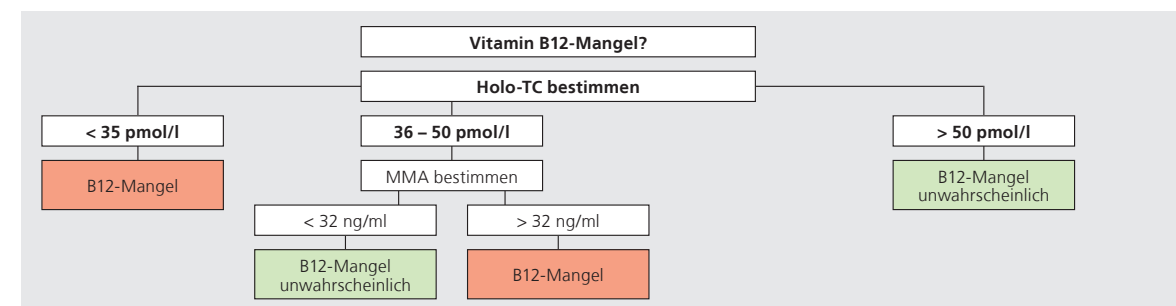 Vitamin B12-Mangel?
Holo-TC bestimmen
< 35 pmol/l
36 – 50 pmol/l
> 50 pmol/l
B12-Mangel
MMA bestimmen
B12-Mangel
unwahrscheinlich
< 32 ng/ml
> 32 ng/ml
B12-Mangel
unwahrscheinlich
B12-Mangel